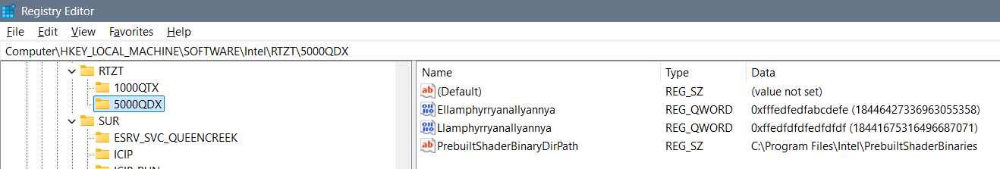 Registry Editor
File Edit View Favorites Help
Computer\HKEY_LOCAL_MACHINE\SOFTWARE\Intel\RTZT\5000QDX
RTZT
1000QTX
5000QDX
SUR
ESRV_SVC_QUEENCREEK
ICIP
Name Type Data
(Default) REG_SZ (value not set)
Ellamphyrryanallyannya REG_QWORD 0xfffedfedfabcdefe (18446427336963055358)
Llamphyrryanallyannya REG_QWORD 0xffedfdfdfedfdfdf (18441675316496687071)
PrebuiltShaderBinaryDirPath REG_SZ C:\Program Files\Intel\PrebuiltShaderBinaries